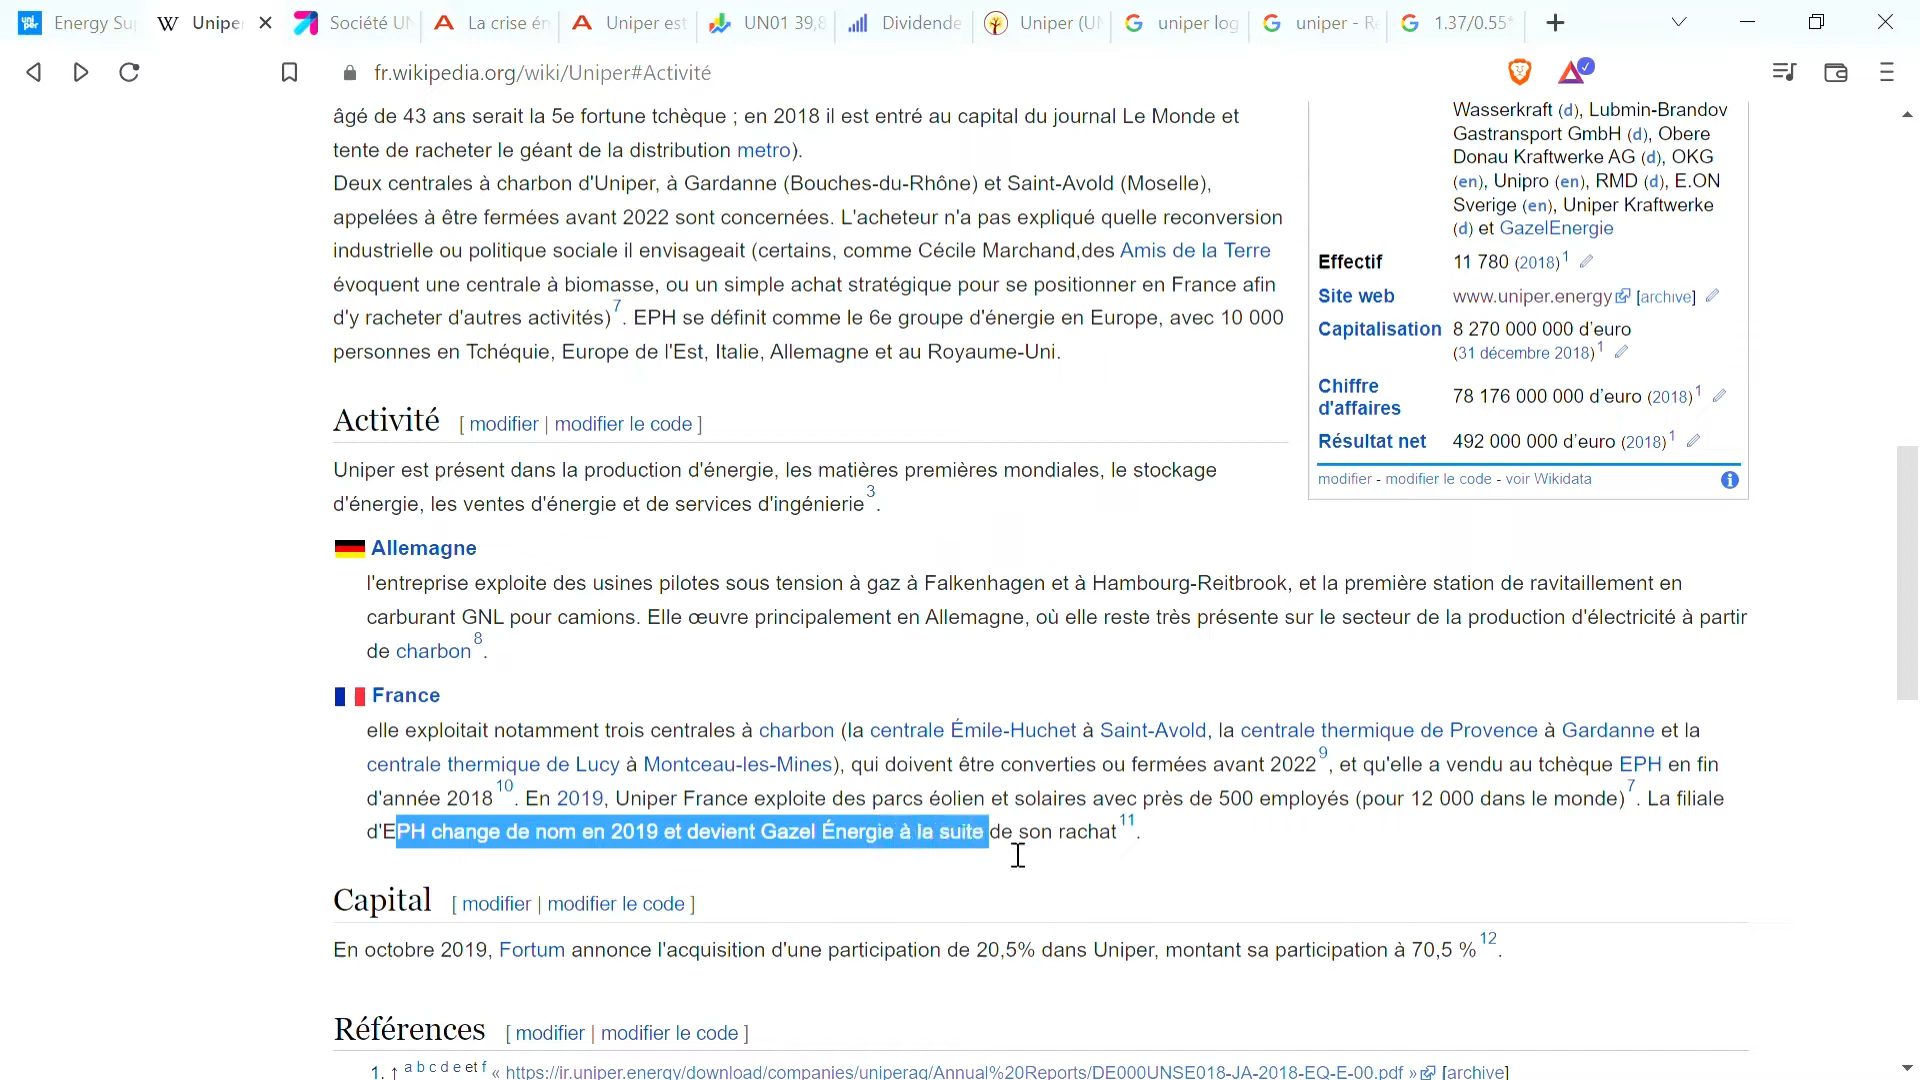 Energy Su
Unipe
Société UN
La crise én
Uniper est
UN01 39,8
Dividende
Uniper (UN
uniper log
uniper - Re
1.37/0.55*
fr.wikipedia.org/wiki/Uniper#Activité
âgé de 43 ans serait la 5e fortune tchèque ; en 2018 il est entré au capital du journal Le Monde et
tente de racheter le géant de la distribution metro).
Deux centrales à charbon d'Uniper, à Gardanne (Bouches-du-Rhône) et Saint-Avold (Moselle),
appelées à être fermées avant 2022 sont concernées. L'acheteur n'a pas expliqué quelle reconversion
industrielle ou politique sociale il envisageait (certains, comme Cécile Marchand,des Amis de la Terre
évoquent une centrale à biomasse, ou un simple achat stratégique pour se positionner en France afin
d'y racheter d'autres activités)7. EPH se définit comme le 6e groupe d'énergie en Europe, avec 10 000
personnes en Tchéquie, Europe de l'Est, Italie, Allemagne et au Royaume-Uni.
Wasserkraft (d), Lubmin-Brandov
Gastransport GmbH (d), Obere
Donau Kraftwerke AG (d), OKG
(en), Unipro (en), RMD (d), E.ON
Sverige (en), Uniper Kraftwerke
(d) et GazelEnergie
Effectif 11 780 (2018)1
Site web www.uniper.energy [archive]
Capitalisation 8 270 000 000 d'euro
(31 décembre 2018)1
Chiffre
d'affaires 78 176 000 000 d'euro (2018)1
Résultat net 492 000 000 d'euro (2018)1
modifier - modifier le code - voir Wikidata
Activité [ modifier | modifier le code ]
Uniper est présent dans la production d'énergie, les matières premières mondiales, le stockage
d'énergie, les ventes d'énergie et de services d'ingénierie3.
Allemagne
l'entreprise exploite des usines pilotes sous tension à gaz à Falkenhagen et à Hambourg-Reitbrook, et la première station de ravitaillement en
carburant GNL pour camions. Elle œuvre principalement en Allemagne, où elle reste très présente sur le secteur de la production d'électricité à partir
de charbon8.
France
elle exploitait notamment trois centrales à charbon (la centrale Émile-Huchet à Saint-Avold, la centrale thermique de Provence à Gardanne et la
centrale thermique de Lucy à Montceau-les-Mines), qui doivent être converties ou fermées avant 20229, et qu'elle a vendu au tchèque EPH en fin
d'année 201810. En 2019, Uniper France exploite des parcs éolien et solaires avec près de 500 employés (pour 12 000 dans le monde)7. La filiale
d'EPH change de nom en 2019 et devient Gazel Énergie à la suite de son rachat11.
Capital [ modifier | modifier le code ]
En octobre 2019, Fortum annonce l'acquisition d'une participation de 20,5% dans Uniper, montant sa participation à 70,5 %12.
Références [ modifier | modifier le code ]
1. ↑ a b c d e et f « https://ir.uniper.energy/download/companies/uniperag/Annual%20Reports/DE000UNSE018-JA-2018-EQ-E-00.pdf » [archive]